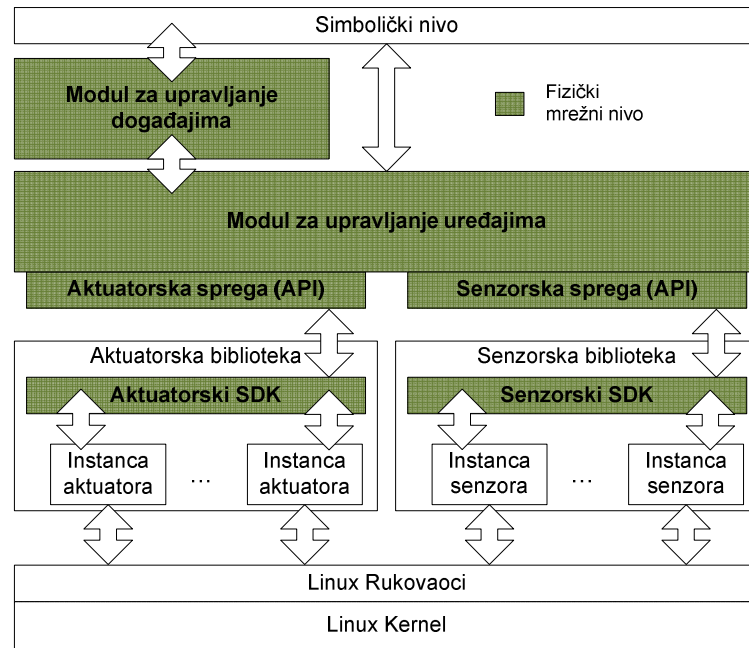 Simbolički nivo
Modul za upravljanje
događajima
Fizički
mrežni nivo
Modul za upravljanje uređajima
Aktuatorska sprega (API)
Senzorska sprega (API)
Aktuatorska biblioteka
Senzorska biblioteka
Aktuatorski SDK
Senzorski SDK
Instanca
aktuatora
...
Instanca
aktuatora
Instanca
senzora
...
Instanca
senzora
Linux Rukovaoci
Linux Kernel